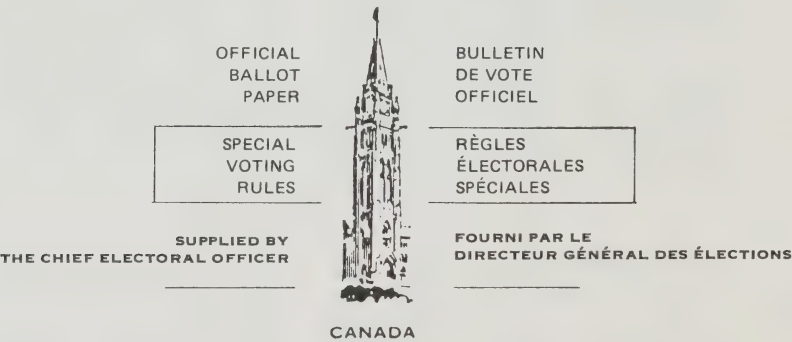 OFFICIAL
BALLOT
PAPER
BULLETIN
DE VOTE
OFFICIEL
SPECIAL
VOTING
RULES
RÈGLES
ÉLECTORALES
SPÉCIALES
SUPPLIED BY
THE CHIEF ELECTORAL OFFICER
FOURNI PAR LE
DIRECTEUR GÉNÉRAL DES ÉLECTIONS
CANADA